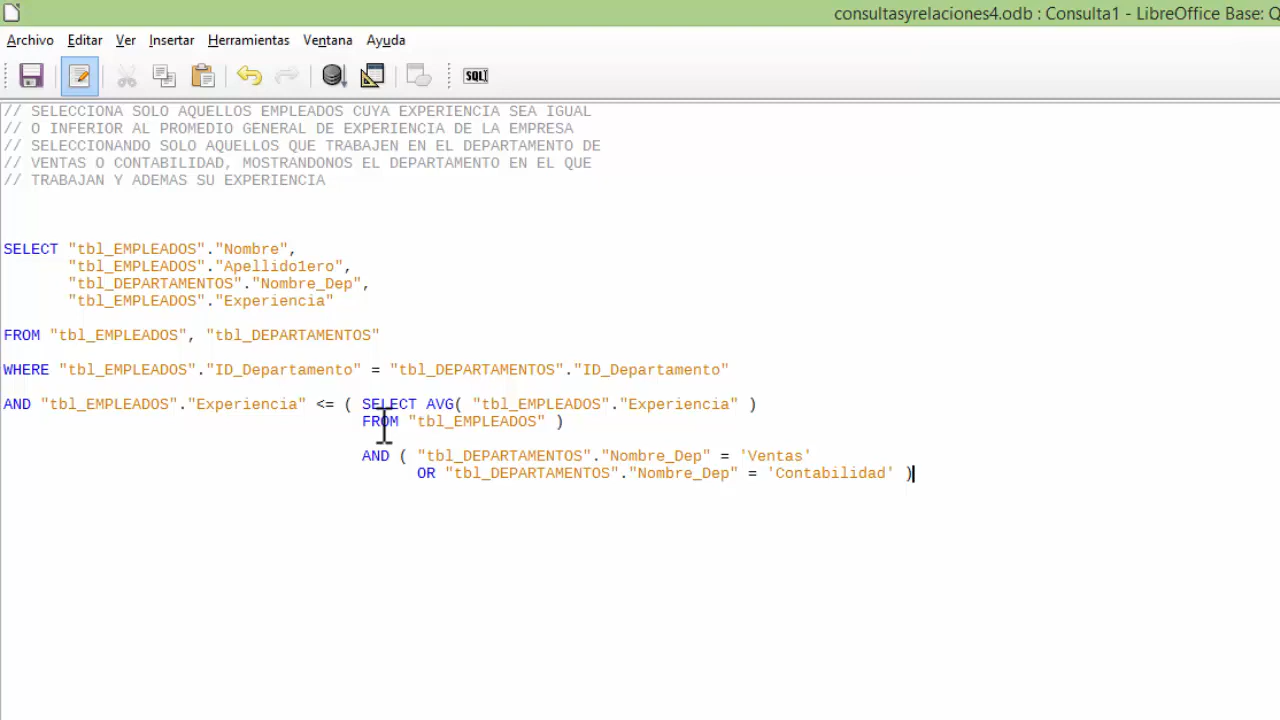 consultasyrelaciones4.odb : Consulta1 - LibreOffice Base: Q
Archivo Editar Ver Insertar Herramientas Ventana Ayuda
SQL
// SELECCIONA SOLO AQUELLOS EMPLEADOS CUYA EXPERIENCIA SEA IGUAL
// O INFERIOR AL PROMEDIO GENERAL DE EXPERIENCIA DE LA EMPRESA
// SELECCIONANDO SOLO AQUELLOS QUE TRABAJEN EN EL DEPARTAMENTO DE
// VENTAS O CONTABILIDAD, MOSTRANDONOS EL DEPARTAMENTO EN EL QUE
// TRABAJAN Y ADEMAS SU EXPERIENCIA
SELECT "tbl_EMPLEADOS"."Nombre",
"tbl_EMPLEADOS"."Apellido1ero",
"tbl_DEPARTAMENTOS"."Nombre_Dep",
"tbl_EMPLEADOS"."Experiencia"
FROM "tbl_EMPLEADOS", "tbl_DEPARTAMENTOS"
WHERE "tbl_EMPLEADOS"."ID_Departamento" = "tbl_DEPARTAMENTOS"."ID_Departamento"
AND "tbl_EMPLEADOS"."Experiencia" <= ( SELECT AVG( "tbl_EMPLEADOS"."Experiencia" )
FROM "tbl_EMPLEADOS" )
AND ( "tbl_DEPARTAMENTOS"."Nombre_Dep" = 'Ventas'
OR "tbl_DEPARTAMENTOS"."Nombre_Dep" = 'Contabilidad' )